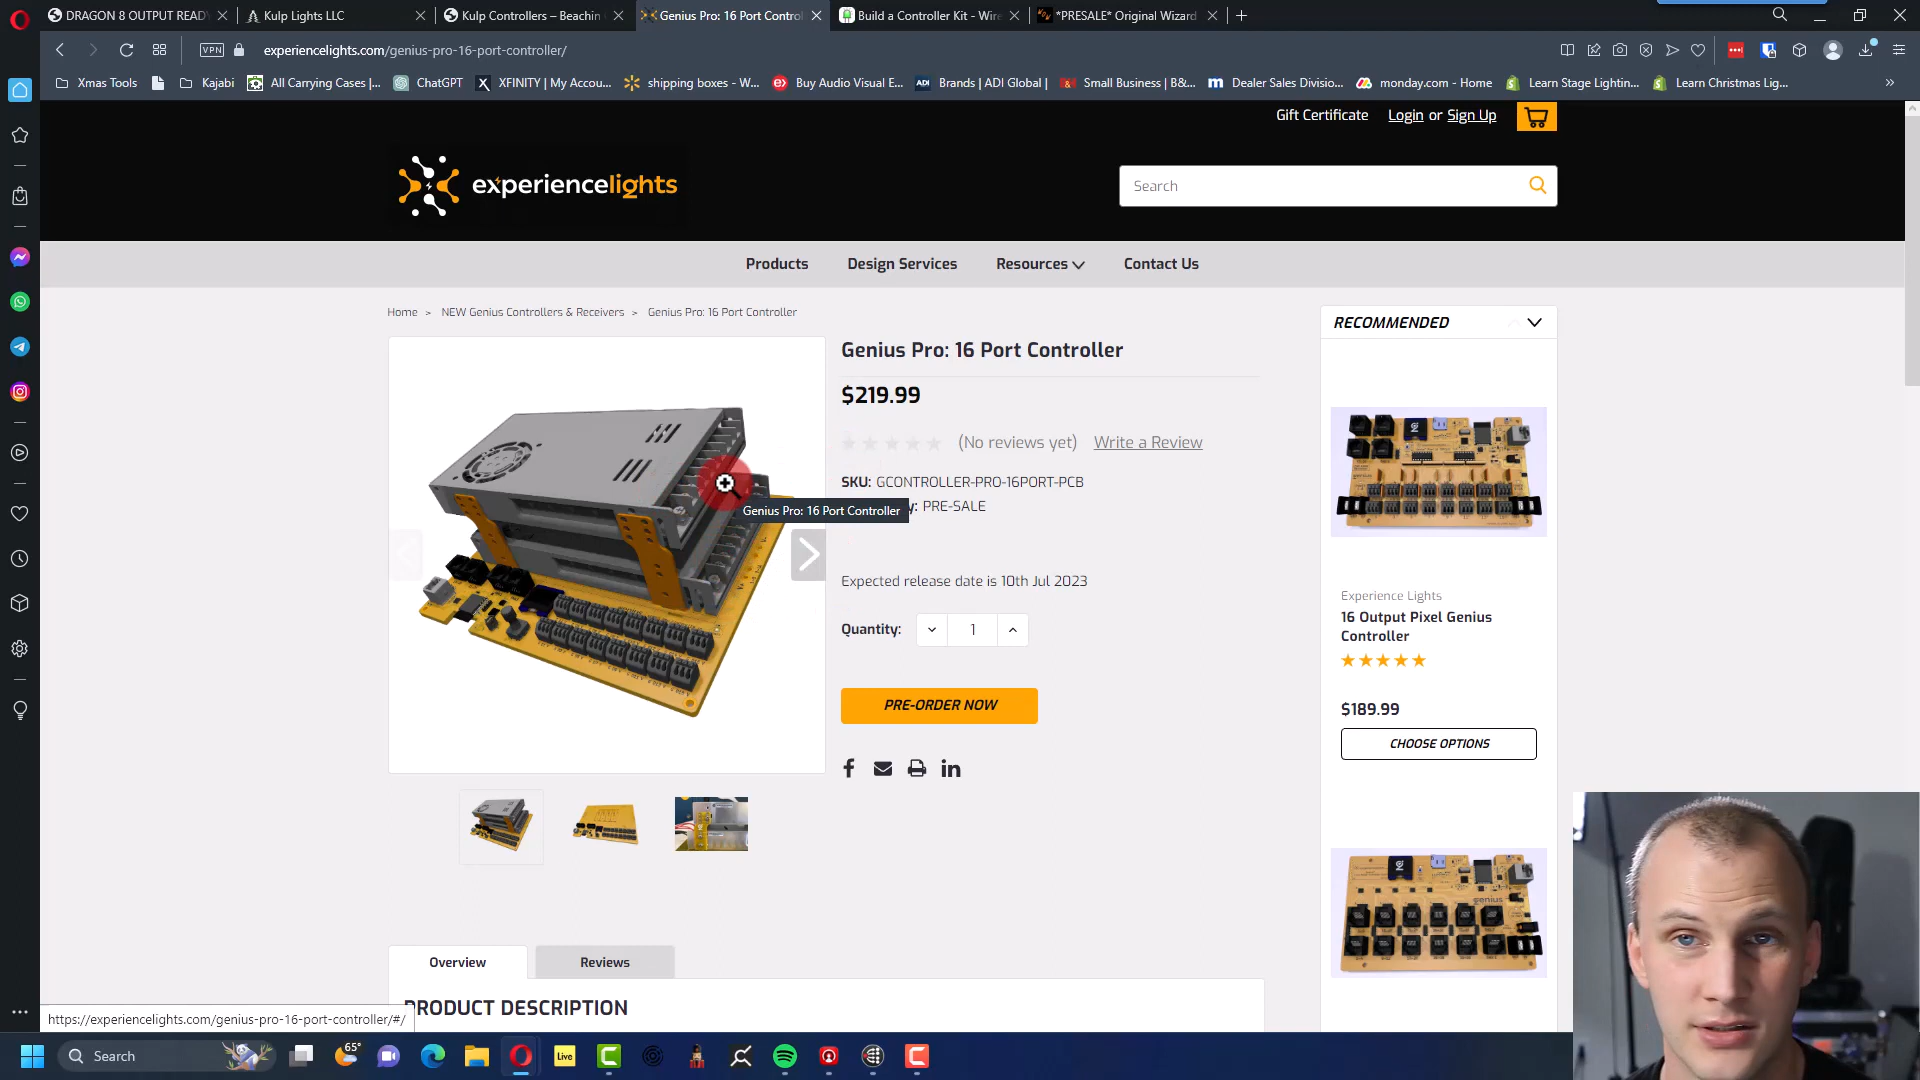 DRAGON 8 OUTPUT READY
Kulp Lights LLC
Kulp Controllers – Beachin
Genius Pro: 16 Port Control
Build a Controller Kit - Wire
*PRESALE* Original Wizard
VPN
experiencelights.com/genius-pro-16-port-controller/
Xmas Tools
Kajabi
All Carrying Cases |...
ChatGPT
XFINITY | My Accou...
shipping boxes - W...
Buy Audio Visual E...
ADI
Brands | ADI Global |
Small Business | B&...
Dealer Sales Divisio...
monday.com - Home
Learn Stage Lightin...
Learn Christmas Lig...
Gift Certificate
Login or Sign Up
experiencelights
Search
Products
Design Services
Resources
Contact Us
Home > NEW Genius Controllers & Receivers > Genius Pro: 16 Port Controller
RECOMMENDED
Genius Pro: 16 Port Controller
$219.99
(No reviews yet) Write a Review
SKU: GCONTROLLER-PRO-16PORT-PCB
Genius Pro: 16 Port Controller
y: PRE-SALE
Expected release date is 10th Jul 2023
Quantity:
1
PRE-ORDER NOW
Experience Lights
16 Output Pixel Genius
Controller
$189.99
CHOOSE OPTIONS
genius
Overview
Reviews
PRODUCT DESCRIPTION
https://experiencelights.com/genius-pro-16-port-controller/#/
Search
65°
Live